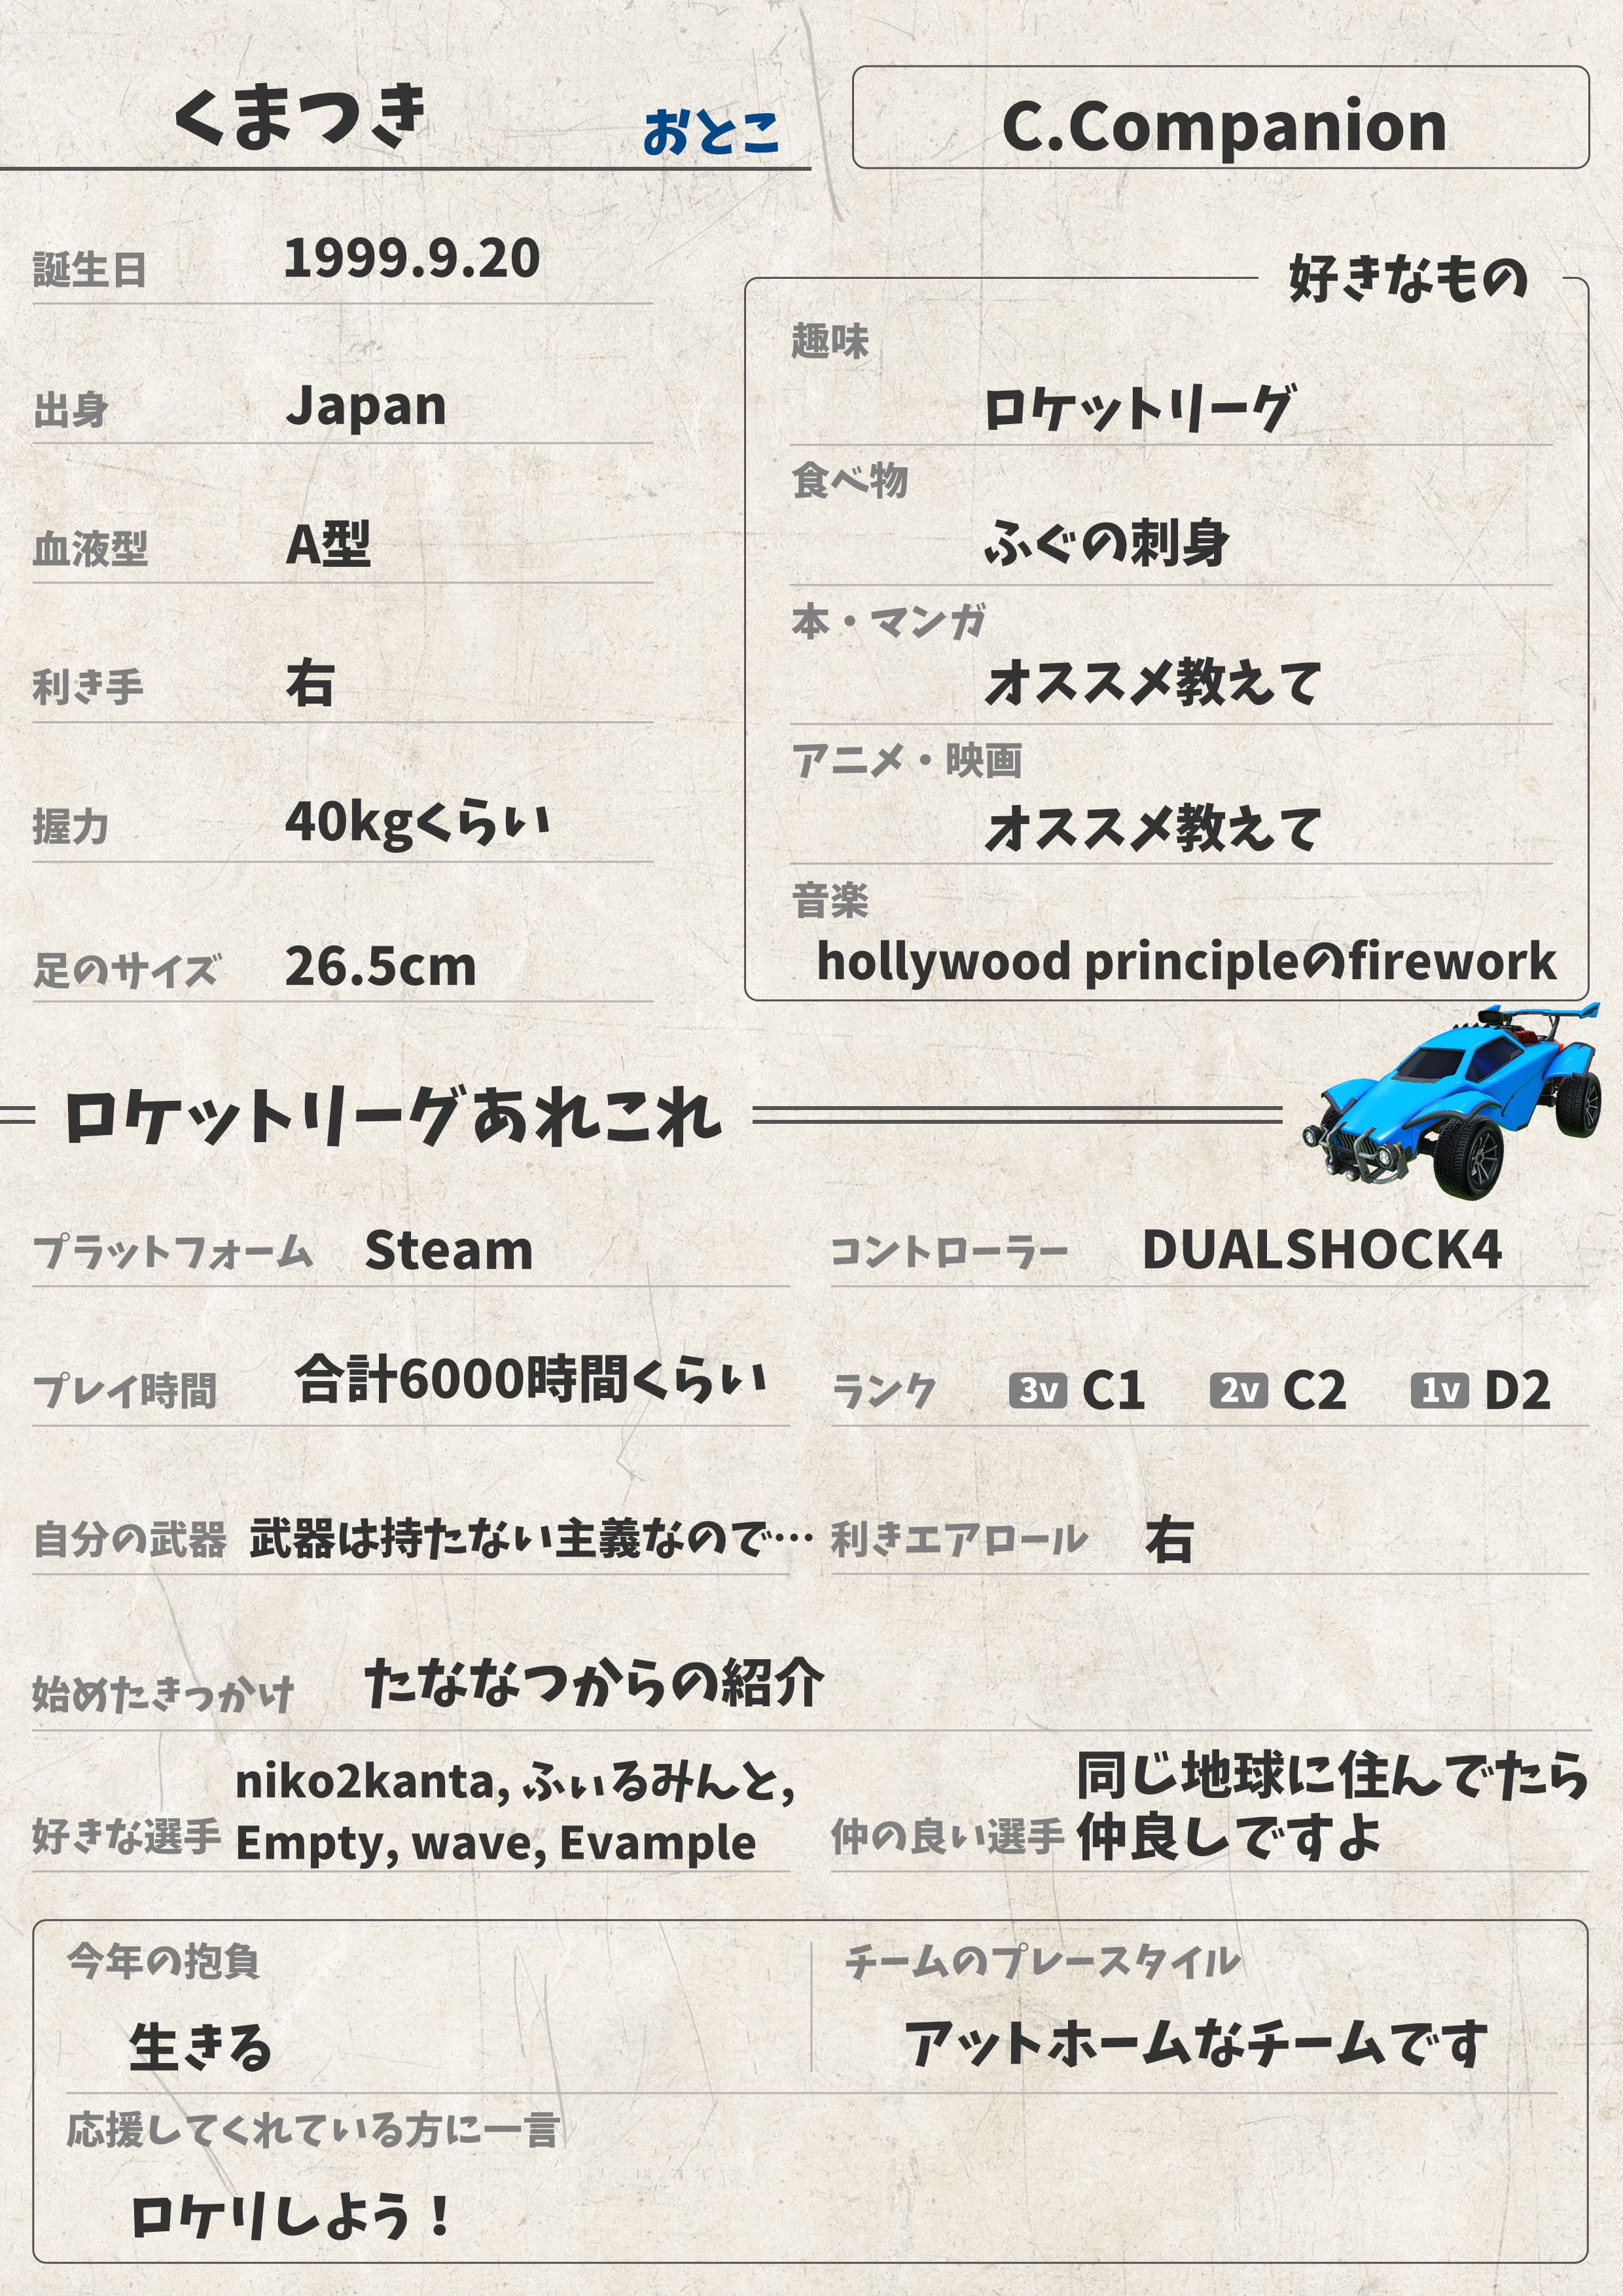 くまつき
おとこ
C.Companion
誕生日 1999.9.20
出身 Japan
血液型 A型
利き手 右
握力 40kgくらい
足のサイズ 26.5cm
好きなもの
趣味
ロケットリーグ
食べ物
ふぐの刺身
本・マンガ
オススメ教えて
アニメ・映画
オススメ教えて
音楽
hollywood principleのfirework
ロケットリーグあれこれ
プラットフォーム Steam
コントローラー DUALSHOCK4
プレイ時間 合計6000時間くらい
ランク 3v C1 2v C2 1v D2
自分の武器 武器は持たない主義なので…
利きエアロール 右
始めたきっかけ たななつからの紹介
niko2kanta, ふぃるみんと,
好きな選手 Empty, wave, Evample
同じ地球に住んでたら
仲の良い選手 仲良しですよ
今年の抱負
生きる
チームのプレースタイル
アットホームなチームです
応援してくれている方に一言
ロケリしよう！